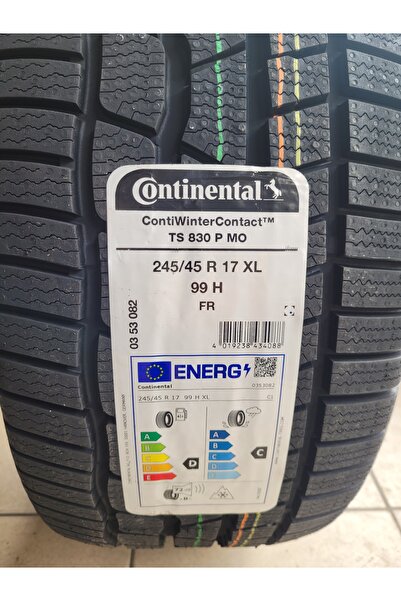 Continental
ContiWinterContact™
TS 830 P MO
245/45 R 17 XL
99 H
FR
03 53 082
4 019238 434088
ENERG
Continental 0353082
245/45 R 17 99 H XL C1
A
B
C
D
E
D
A
B
C
D
E
C